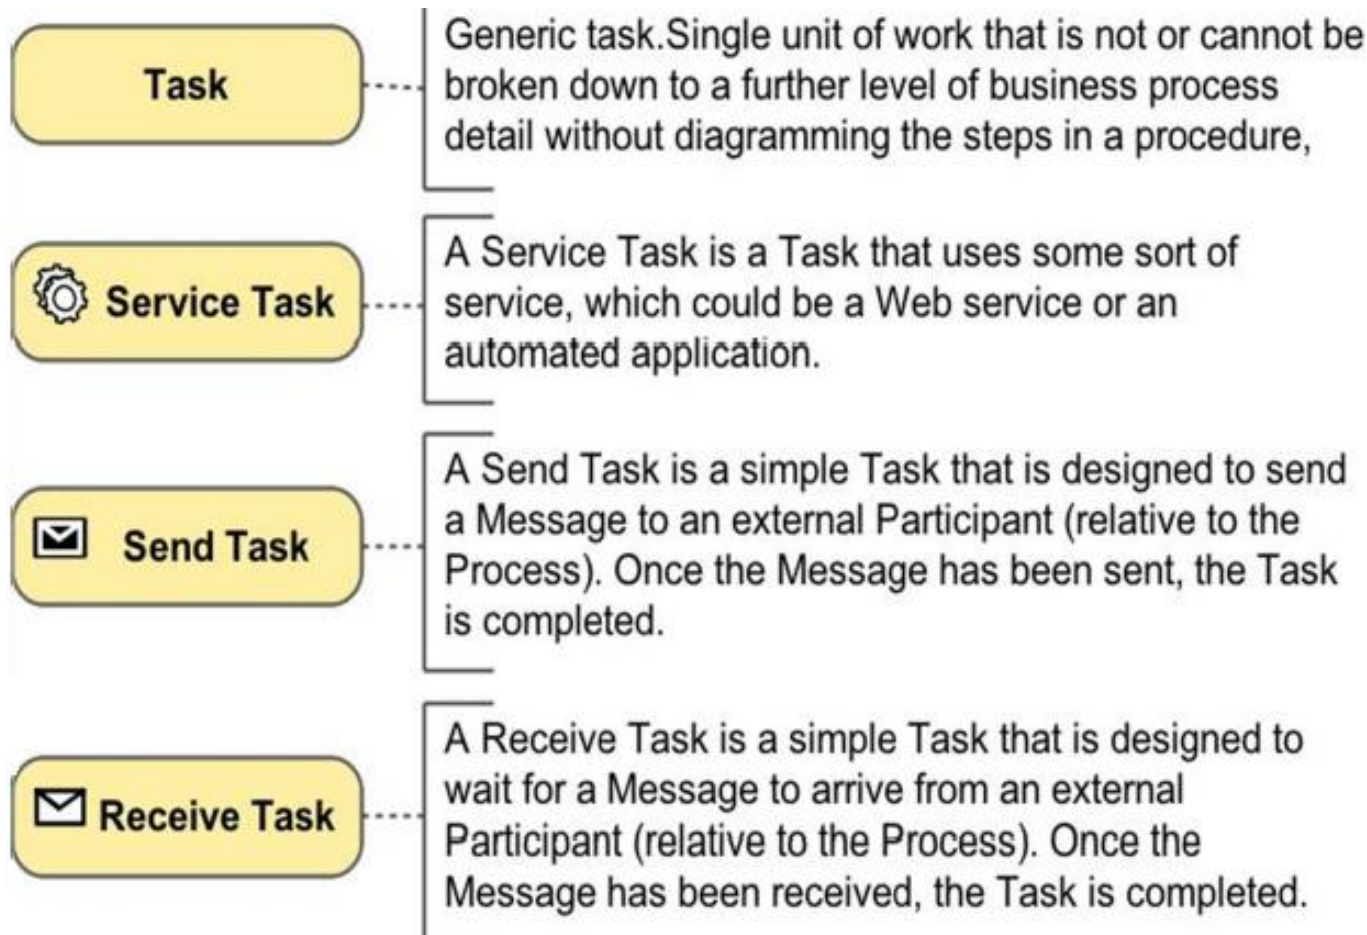 Task
Generic task.Single unit of work that is not or cannot be
broken down to a further level of business process
detail without diagramming the steps in a procedure,
Service Task
A Service Task is a Task that uses some sort of
service, which could be a Web service or an
automated application.
Send Task
A Send Task is a simple Task that is designed to send
a Message to an external Participant (relative to the
Process). Once the Message has been sent, the Task
is completed.
Receive Task
A Receive Task is a simple Task that is designed to
wait for a Message to arrive from an external
Participant (relative to the Process). Once the
Message has been received, the Task is completed.